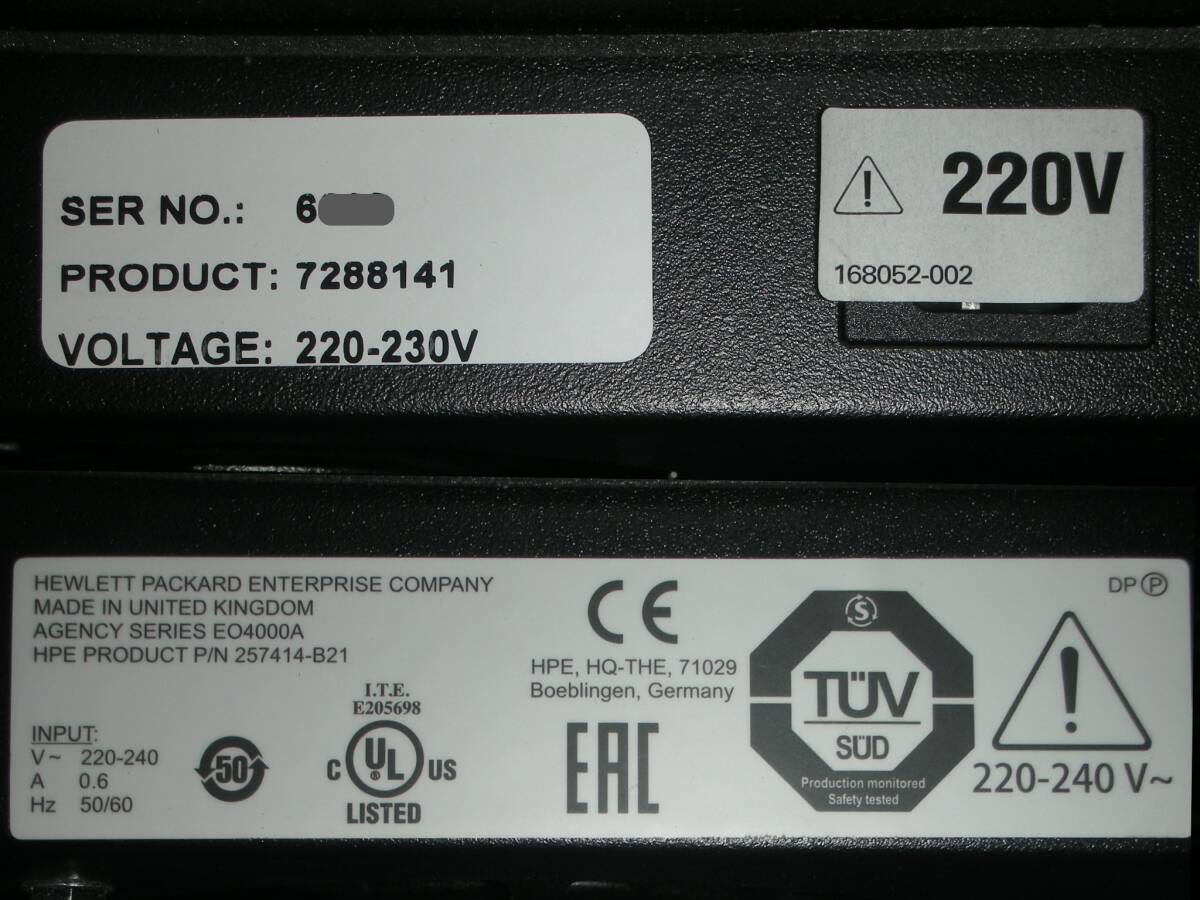 SER NO.: 6
PRODUCT: 7288141
VOLTAGE: 220-230V
220V
168052-002
HEWLETT PACKARD ENTERPRISE COMPANY
MADE IN UNITED KINGDOM
AGENCY SERIES EO4000A
HPE PRODUCT P/N 257414-B21
INPUT:
V~ 220-240
A 0.6
Hz 50/60
50
I.T.E.
E205698
C UL ® US
LISTED
CE
HPE, HQ-THE, 71029
Boeblingen, Germany
EAC
S
TÜV
SÜD
Production monitored
Safety tested
DP P
220-240 V~